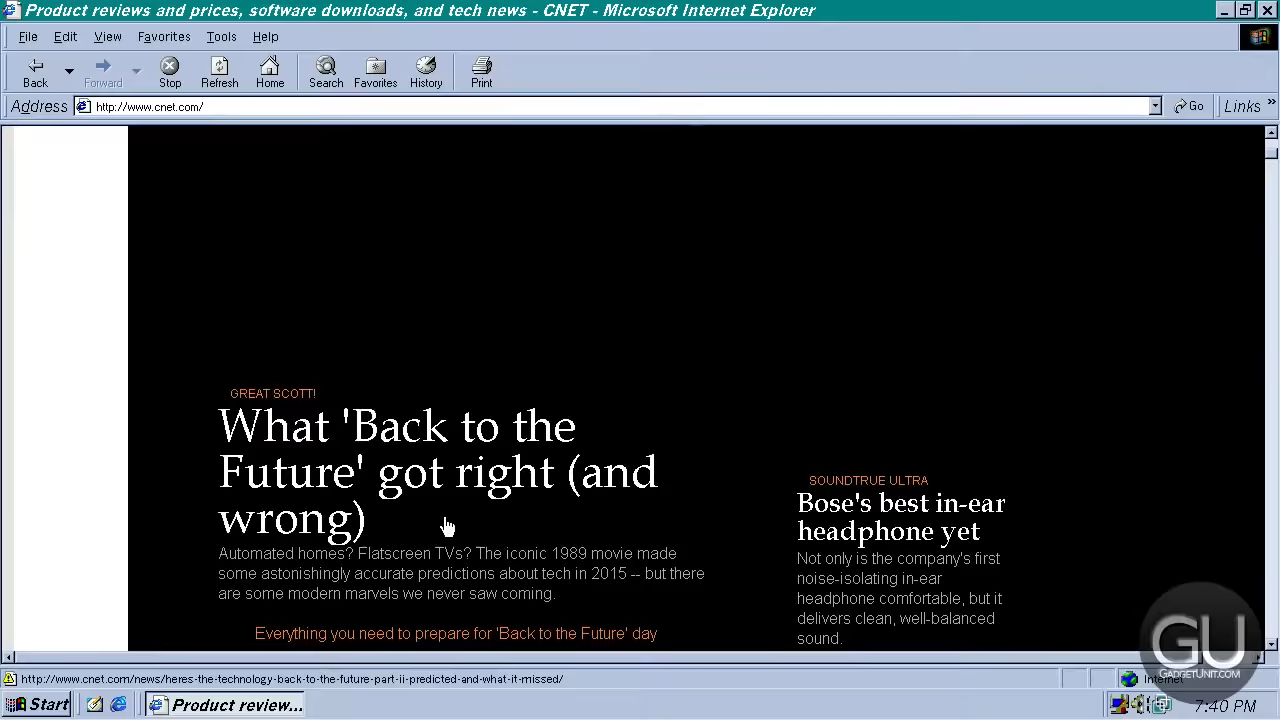 Product reviews and prices, software downloads, and tech news - CNET - Microsoft Internet Explorer
File Edit View Favorites Tools Help
Back Forward Stop Refresh Home Search Favorites History Print
Address http://www.cnet.com/ Go Links »
GREAT SCOTT!
What 'Back to the
Future' got right (and
wrong)
Automated homes? Flatscreen TVs? The iconic 1989 movie made
some astonishingly accurate predictions about tech in 2015 -- but there
are some modern marvels we never saw coming.
Everything you need to prepare for 'Back to the Future' day
SOUNDTRUE ULTRA
Bose's best in-ear
headphone yet
Not only is the company's first
noise-isolating in-ear
headphone comfortable, but it
delivers clean, well-balanced
sound.
GU
GADGETUNIT.COM
http://www.cnet.com/news/heres-the-technology-back-to-the-future-part-ii-predicted-and-what-it-missed/
Internet
Start Product review... 7:40 PM